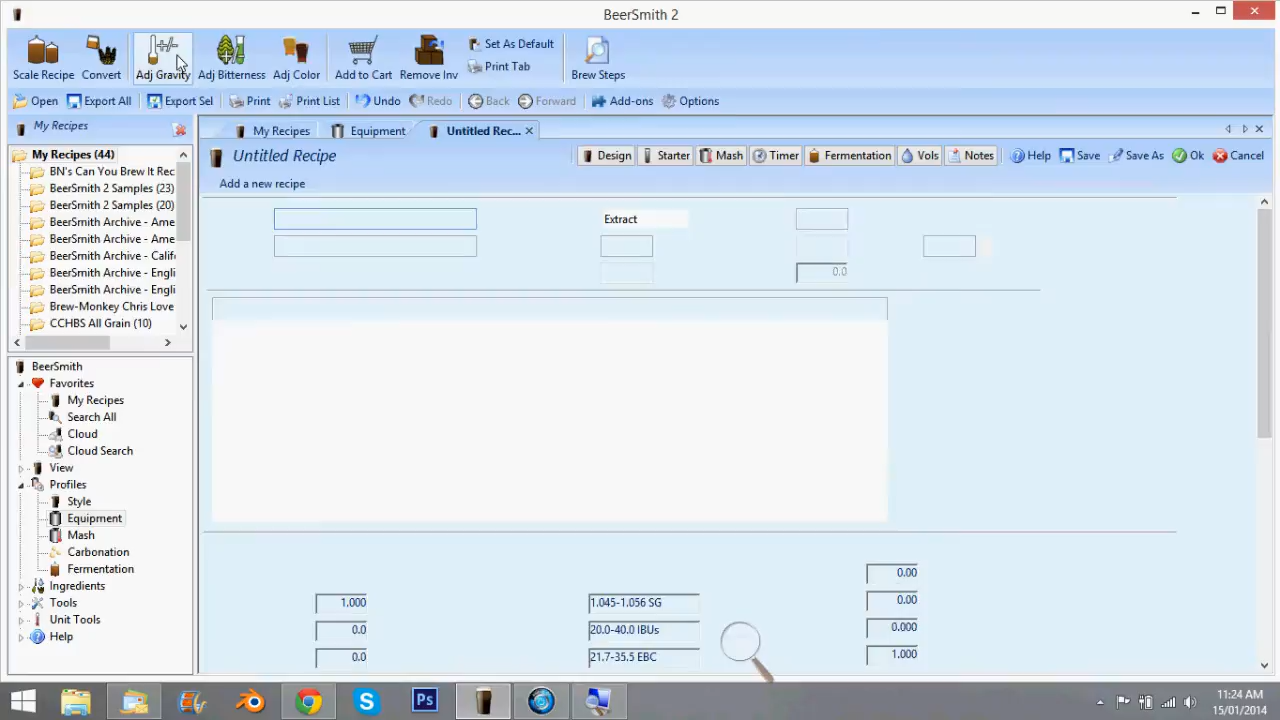 BeerSmith 2
Set As Default
Print Tab
Scale Recipe Convert Adj Gravity Adj Bitterness Adj Color Add to Cart Remove Inv Brew Steps
Open Export All Export Sel Print Print List Undo Redo Back Forward Add-ons Options
My Recipes
My Recipes Equipment Untitled Rec...
My Recipes (44)
BN's Can You Brew It Rec
BeerSmith 2 Samples (23)
BeerSmith 2 Samples (20)
BeerSmith Archive - Ame
BeerSmith Archive - Ame
BeerSmith Archive - Calif
BeerSmith Archive - Engli
BeerSmith Archive - Engli
Brew-Monkey Chris Love
CCHBS All Grain (10)
Untitled Recipe Design Starter Mash Timer Fermentation Vols Notes Help Save Save As Ok Cancel
Add a new recipe
Extract
0.0
BeerSmith
Favorites
My Recipes
Search All
Cloud
Cloud Search
View
Profiles
Style
Equipment
Mash
Carbonation
Fermentation
Ingredients
Tools
Unit Tools
Help
0.00
1.000 1.045-1.056 SG 0.00
0.0 20.0-40.0 IBUs 0.000
0.0 21.7-35.5 EBC 1.000
Ps
11:24 AM
15/01/2014